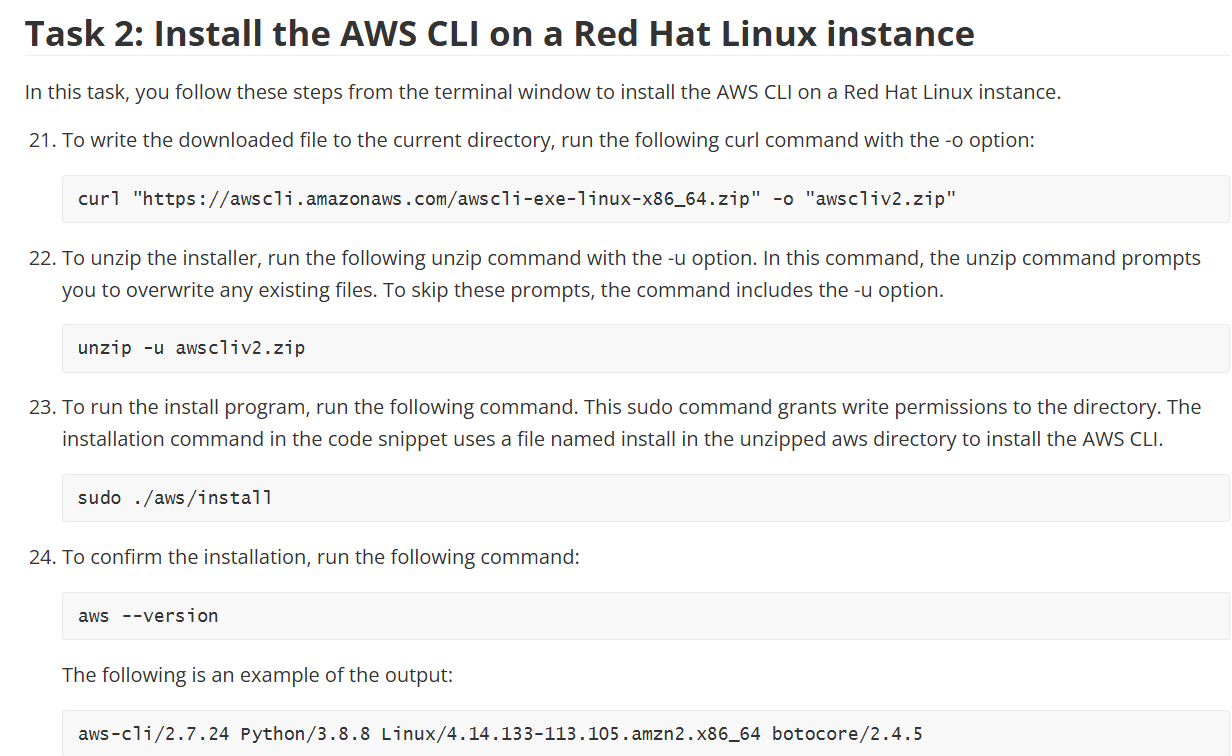 Task 2: Install the AWS CLI on a Red Hat Linux instance
In this task, you follow these steps from the terminal window to install the AWS CLI on a Red Hat Linux instance.
21. To write the downloaded file to the current directory, run the following curl command with the -o option:
curl "https://awscli.amazonaws.com/awscli-exe-linux-x86_64.zip" -o "awscliv2.zip"
22. To unzip the installer, run the following unzip command with the -u option. In this command, the unzip command prompts
you to overwrite any existing files. To skip these prompts, the command includes the -u option.
unzip -u awscliv2.zip
23. To run the install program, run the following command. This sudo command grants write permissions to the directory. The
installation command in the code snippet uses a file named install in the unzipped aws directory to install the AWS CLI.
sudo ./aws/install
24. To confirm the installation, run the following command:
aws --version
The following is an example of the output:
aws-cli/2.7.24 Python/3.8.8 Linux/4.14.133-113.105.amzn2.x86_64 botocore/2.4.5